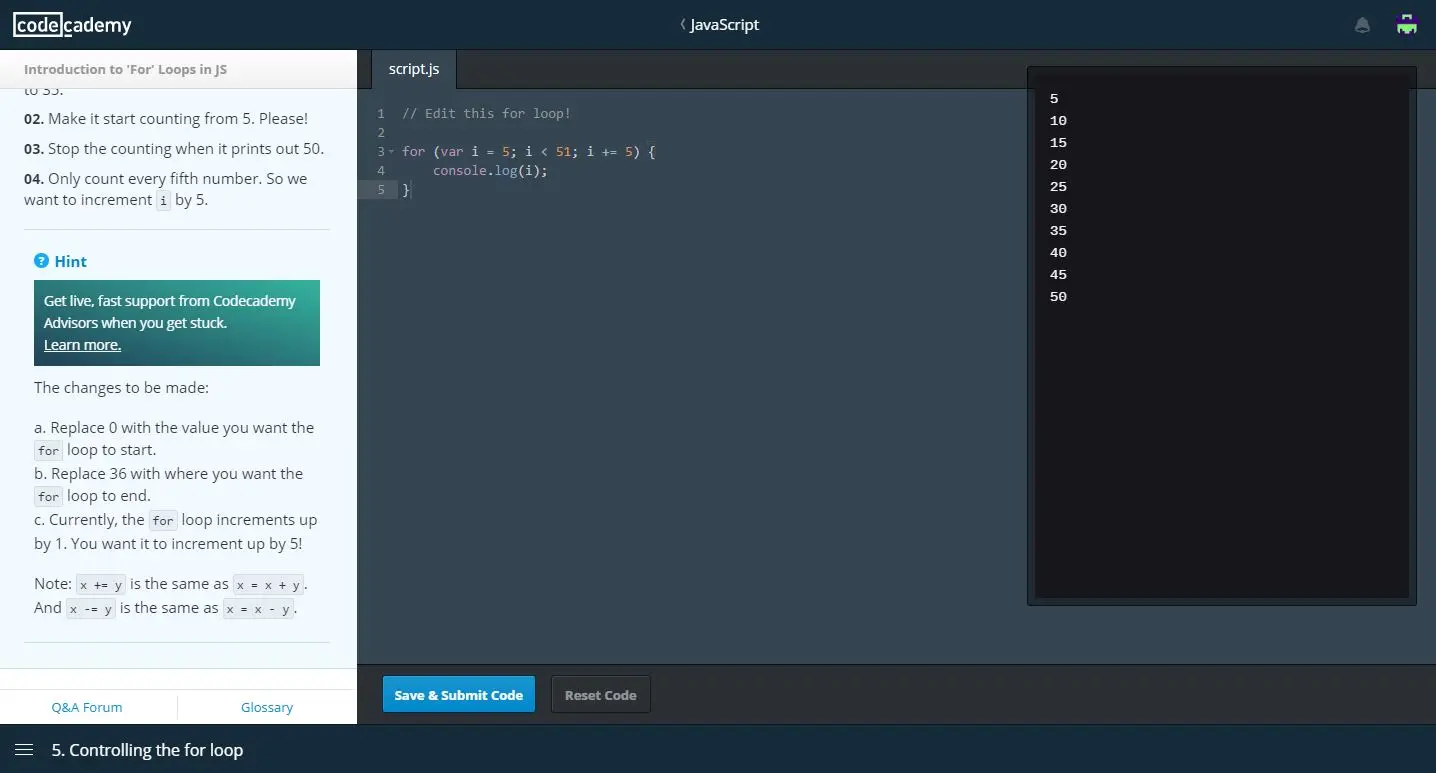 codecademy
JavaScript
Introduction to 'For' Loops in JS
to 35.
02. Make it start counting from 5. Please!
03. Stop the counting when it prints out 50.
04. Only count every fifth number. So we
want to increment i by 5.
Hint
Get live, fast support from Codecademy
Advisors when you get stuck.
Learn more.
The changes to be made:
a. Replace 0 with the value you want the
for loop to start.
b. Replace 36 with where you want the
for loop to end.
c. Currently, the for loop increments up
by 1. You want it to increment up by 5!
Note: x += y is the same as x = x + y.
And x -= y is the same as x = x - y.
Q&A Forum
Glossary
script.js
1 // Edit this for loop!
2
3 for (var i = 5; i < 51; i += 5) {
4 console.log(i);
5 }
5
10
15
20
25
30
35
40
45
50
Save & Submit Code
Reset Code
5. Controlling the for loop